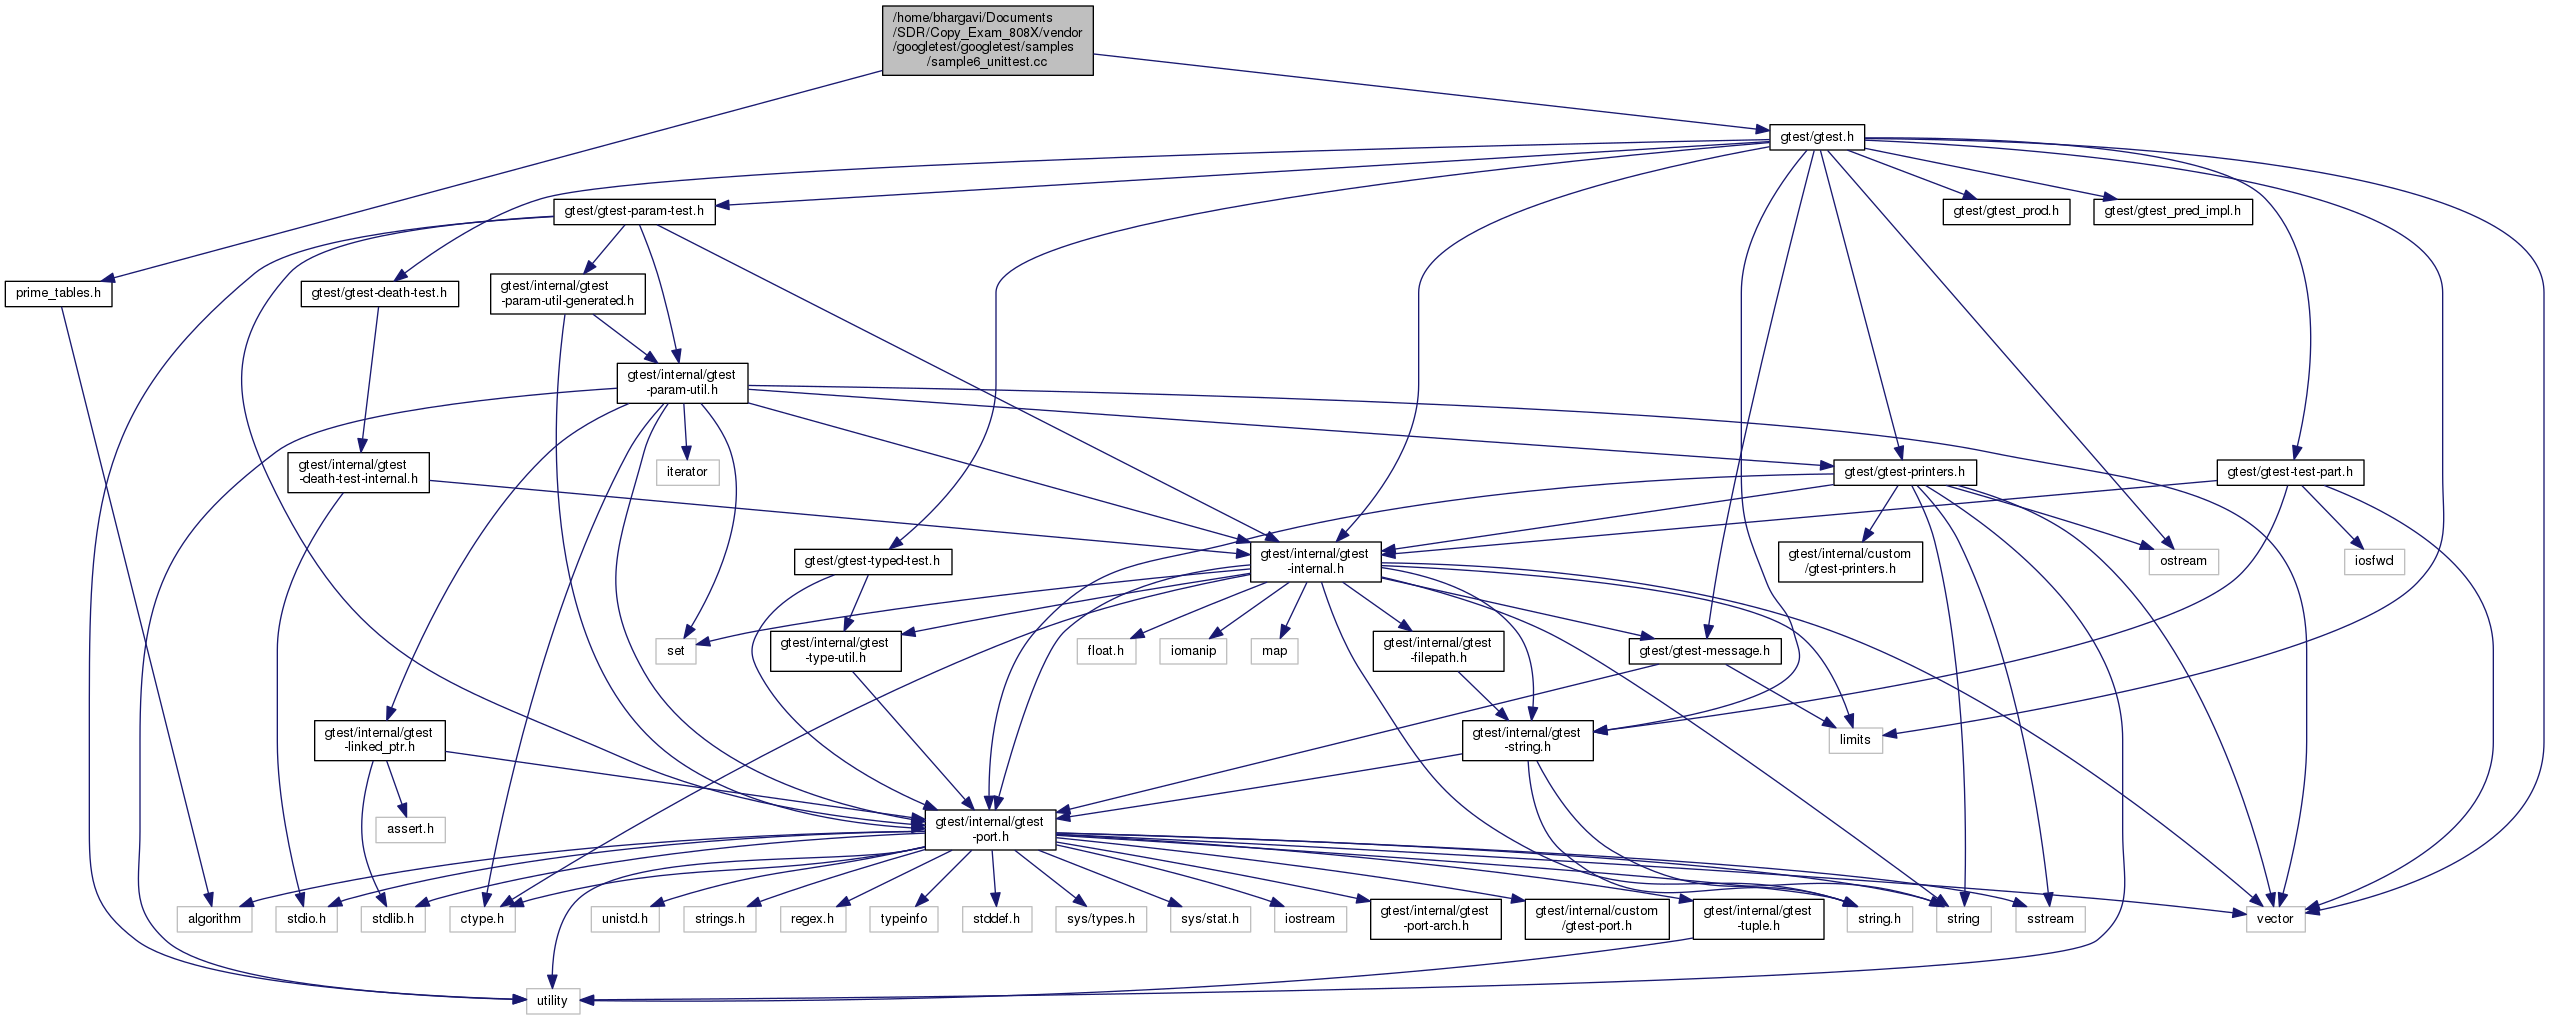 /home/bhargavi/Documents
/SDR/Copy_Exam_808X/vendor
/googletest/googletest/samples
/sample6_unittest.cc
gtest/gtest.h
gtest/gtest-param-test.h
gtest/gtest_prod.h
gtest/gtest_pred_impl.h
prime_tables.h
gtest/gtest-death-test.h
gtest/internal/gtest
-param-util-generated.h
gtest/internal/gtest
-param-util.h
gtest/internal/gtest
-death-test-internal.h
iterator
gtest/gtest-printers.h
gtest/gtest-test-part.h
gtest/gtest-typed-test.h
gtest/internal/gtest
-internal.h
gtest/internal/custom
/gtest-printers.h
ostream
iosfwd
set
gtest/internal/gtest
-type-util.h
float.h
iomanip
map
gtest/internal/gtest
-filepath.h
gtest/gtest-message.h
gtest/internal/gtest
-linked_ptr.h
gtest/internal/gtest
-string.h
limits
assert.h
gtest/internal/gtest
-port.h
algorithm
stdio.h
stdlib.h
ctype.h
unistd.h
strings.h
regex.h
typeinfo
stddef.h
sys/types.h
sys/stat.h
iostream
gtest/internal/gtest
-port-arch.h
gtest/internal/custom
/gtest-port.h
gtest/internal/gtest
-tuple.h
string.h
string
sstream
vector
utility